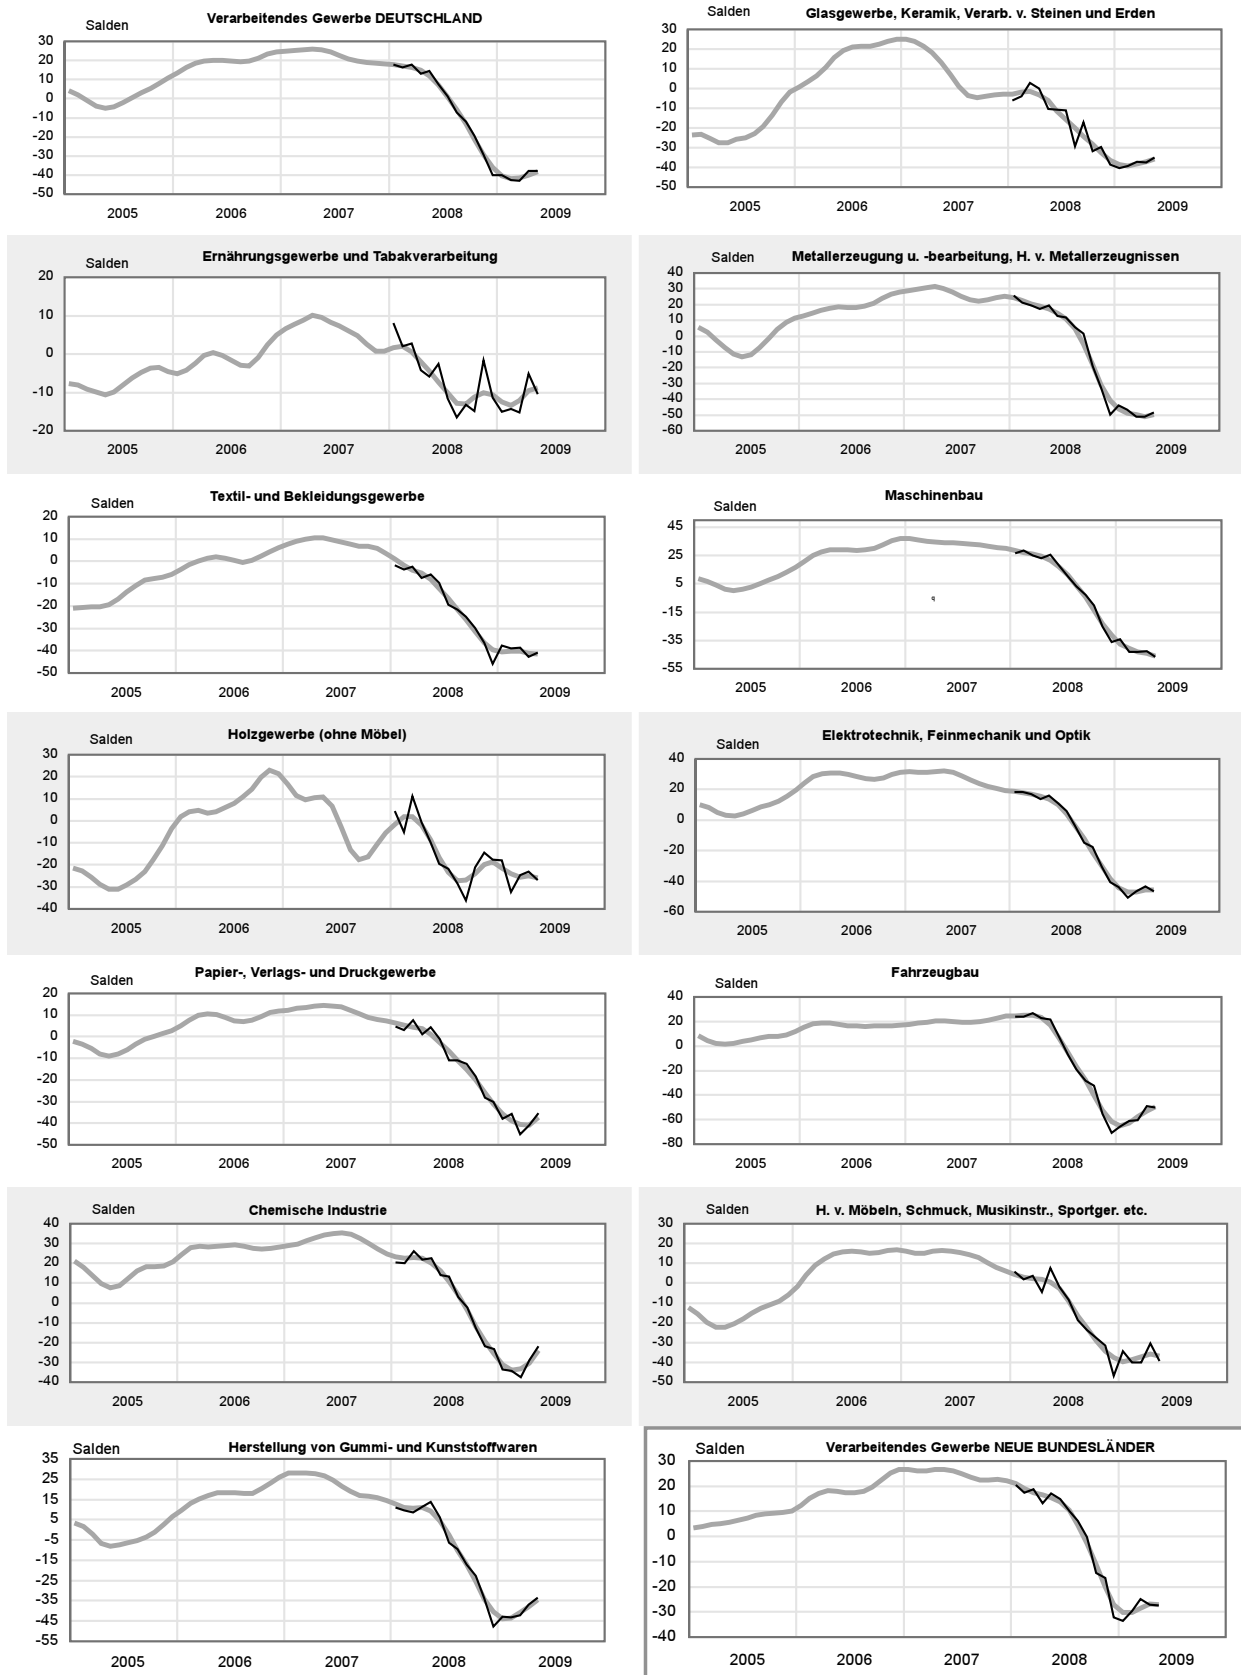 Verarbeitendes Gewerbe DEUTSCHLAND
Salden
30
20
10
0
-10
-20
-30
-40
-50
2005 2006 2007 2008 2009
Glasgewerbe, Keramik, Verarb. v. Steinen und Erden
Salden
30
20
10
0
-10
-20
-30
-40
-50
2005 2006 2007 2008 2009
Ernährungsgewerbe und Tabakverarbeitung
Salden
20
10
0
-10
-20
2005 2006 2007 2008 2009
Metallerzeugung u. -bearbeitung, H. v. Metallerzeugnissen
Salden
40
30
20
10
0
-10
-20
-30
-40
-50
-60
2005 2006 2007 2008 2009
Textil- und Bekleidungsgewerbe
Salden
20
10
0
-10
-20
-30
-40
-50
2005 2006 2007 2008 2009
Maschinenbau
Salden
45
25
5
-15
-35
-55
2005 2006 2007 2008 2009
Holzgewerbe (ohne Möbel)
Salden
30
20
10
0
-10
-20
-30
-40
2005 2006 2007 2008 2009
Elektrotechnik, Feinmechanik und Optik
Salden
40
20
0
-20
-40
-60
2005 2006 2007 2008 2009
Papier-, Verlags- und Druckgewerbe
Salden
20
10
0
-10
-20
-30
-40
-50
2005 2006 2007 2008 2009
Fahrzeugbau
Salden
40
20
0
-20
-40
-60
-80
2005 2006 2007 2008 2009
Chemische Industrie
Salden
40
30
20
10
0
-10
-20
-30
-40
2005 2006 2007 2008 2009
H. v. Möbeln, Schmuck, Musikinstr., Sportger. etc.
Salden
30
20
10
0
-10
-20
-30
-40
-50
2005 2006 2007 2008 2009
Herstellung von Gummi- und Kunststoffwaren
Salden
35
25
15
5
-5
-15
-25
-35
-45
-55
2005 2006 2007 2008 2009
Verarbeitendes Gewerbe NEUE BUNDESLÄNDER
Salden
30
20
10
0
-10
-20
-30
-40
2005 2006 2007 2008 2009